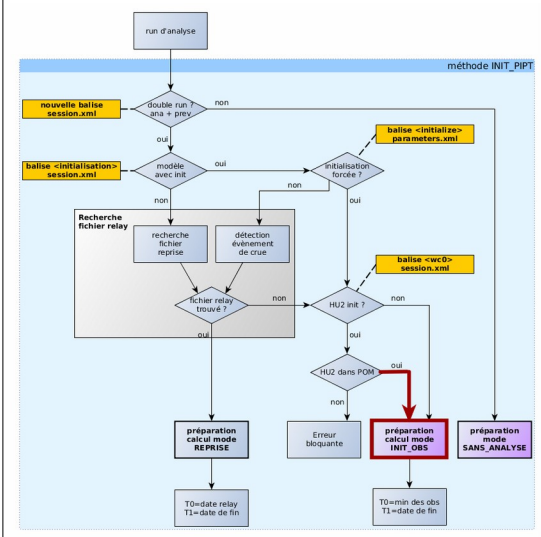 run d'analyse
méthode INIT_PIPT
nouvelle balise
session.xml
double run ?
ana + prev
non
oui
balise <initialize>
parameters.xml
balise <initialisation>
session.xml
modèle
avec init
oui
initialisation
forcée ?
non
non
oui
Recherche
fichier relay
recherche
fichier
reprise
détection
évènement
de crue
balise <wc0>
session.xml
fichier relay
trouvé ?
non
HU2 init ?
non
oui
oui
HU2 dans POM
oui
non
préparation
calcul mode
REPRISE
Erreur
bloquante
préparation
calcul mode
INIT_OBS
préparation
mode
SANS_ANALYSE
T0=date relay
T1=date de fin
T0=min des obs
T1=date de fin